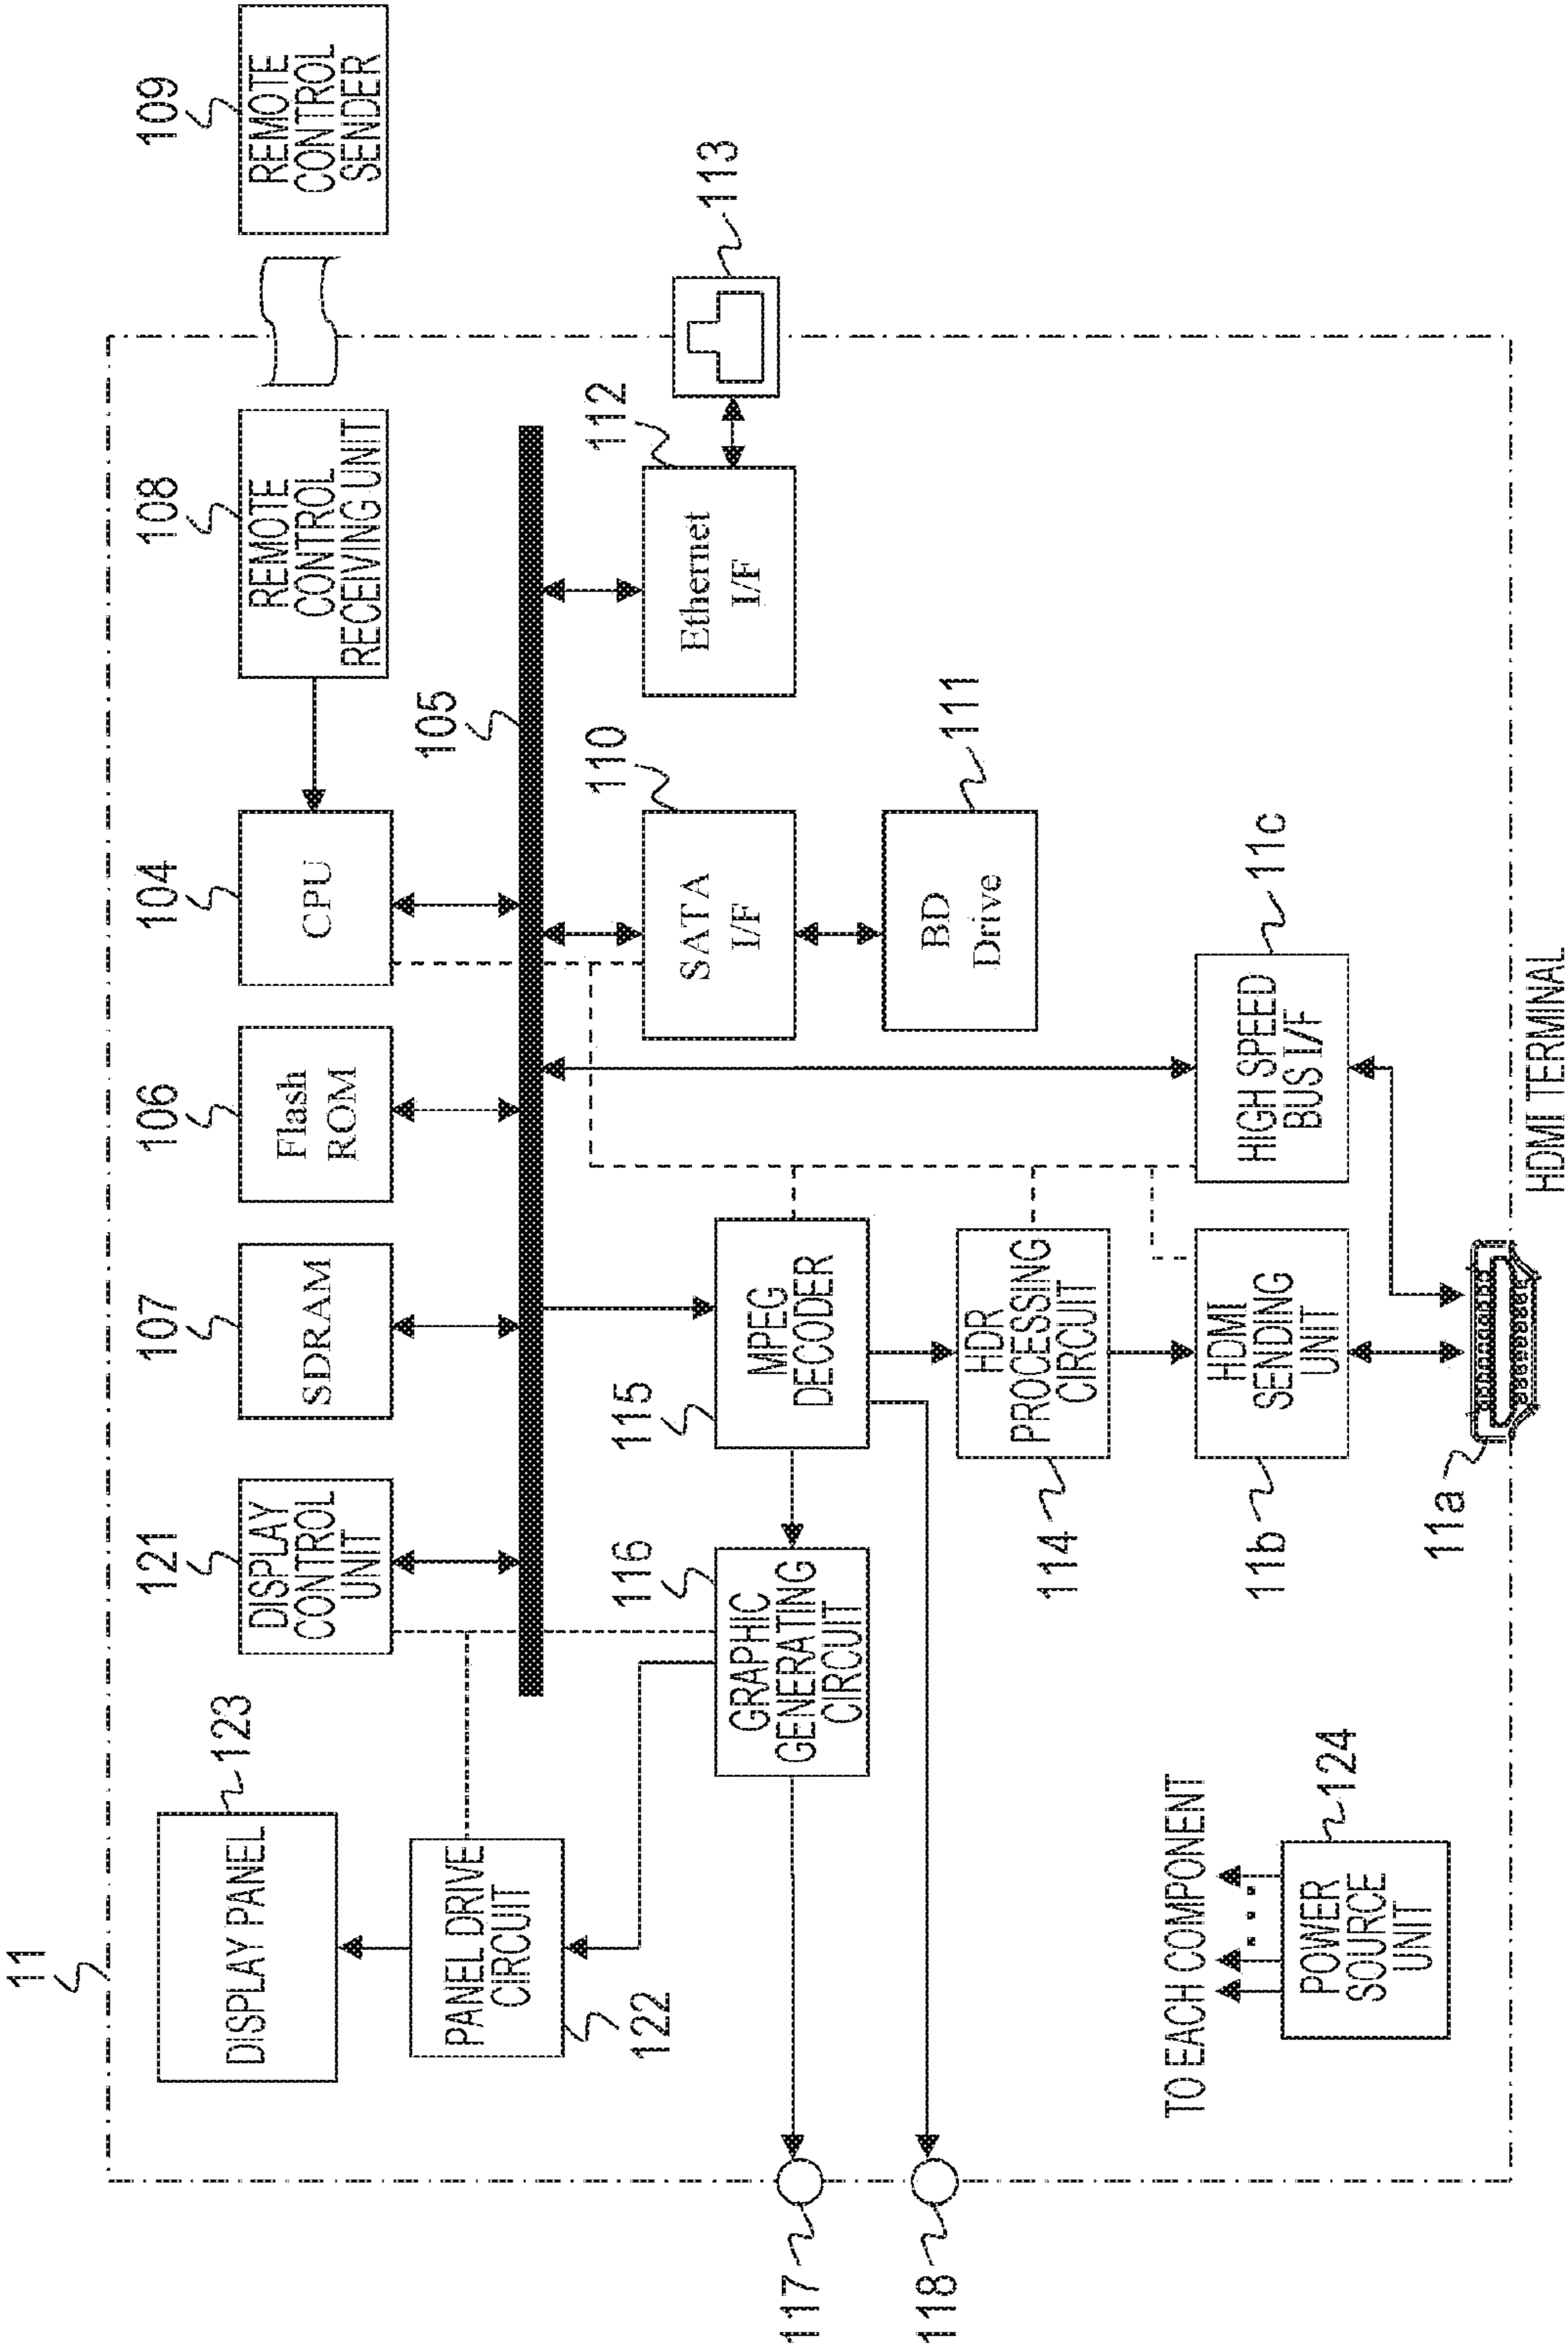 11
DISPLAY PANEL
123
PANEL DRIVE
CIRCUIT
122
121
DISPLAY
CONTROL
UNIT
107
SDRAM
106
Flash
ROM
104
CPU
108
REMOTE
CONTROL
RECEIVING UNIT
109
REMOTE
CONTROL
SENDER
105
116
GRAPHIC
GENERATING
CIRCUIT
115
MPEG
DECODER
110
SATA
I/F
112
Ethernet
I/F
113
BD
Drive
111
117
118
114
HDR
PROCESSING
CIRCUIT
TO EACH COMPONENT
POWER
SOURCE
UNIT
124
11b
HDMI
SENDING
UNIT
HIGH SPEED
BUS I/F
11c
11a
HDMI TERMINAL